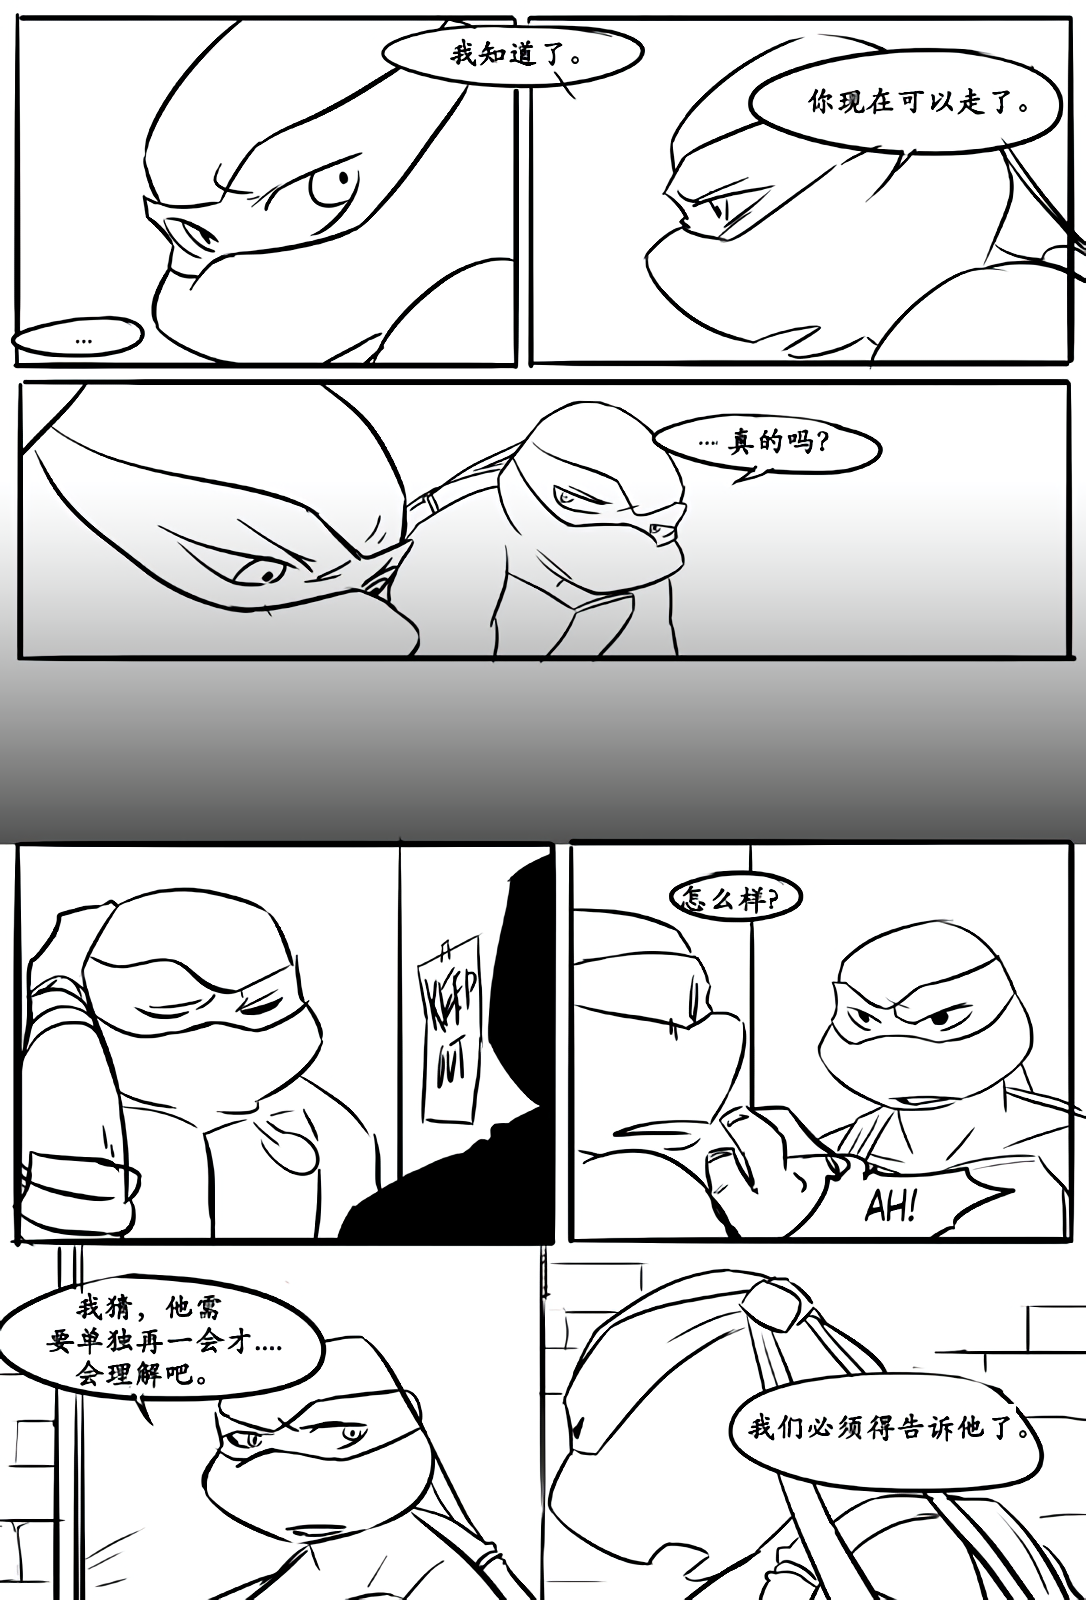 我知道了。
你现在可以走了。
...
.... 真的吗?
KEEP
OUT
怎么样?
AH!
我猜，他需
要单独再一会才....
会理解吧。
我们必须得告诉他了。